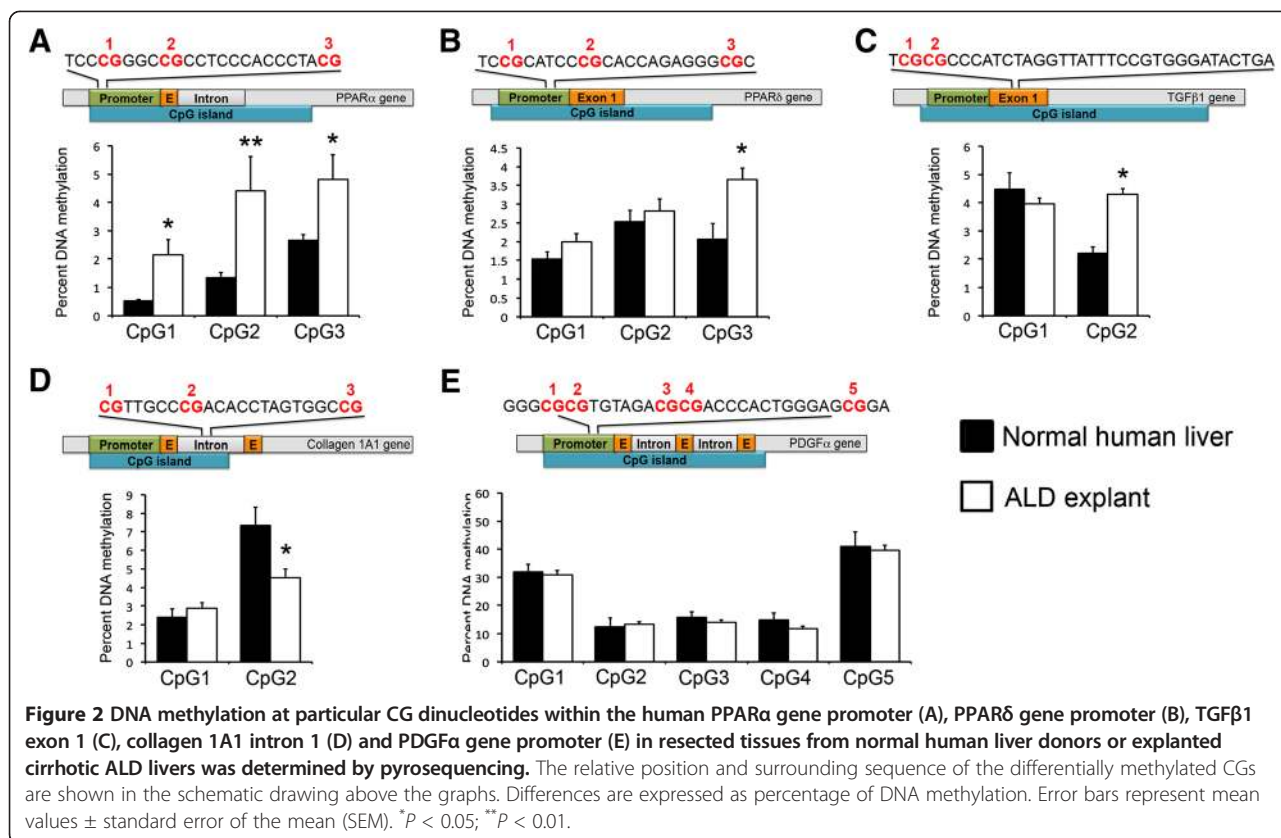 A
1 2 3
TCCCGGGCCGCCTCCCACCCTACG
Promoter E Intron PPARα gene
CpG island
Percent DNA methylation
6
5
4
3
2
1
0
* ** *
CpG1 CpG2 CpG3
B
1 2 3
TCCGCATCCCGCACCAGAGGGCGC
Promoter Exon 1 PPARδ gene
CpG island
Percent DNA methylation
4.5
4
3.5
3
2.5
2
1.5
1
0.5
0
*
CpG1 CpG2 CpG3
C
1 2
TCGCGCCCATCTAGGTTATTTCCGTGGGATACTGA
Promoter Exon 1 TGFβ1 gene
CpG island
Percent DNA methylation
6
5
4
3
2
1
0
*
CpG1 CpG2
D
1 2 3
CGTTGCCCGACACCTAGTGGCCG
Promoter E Intron E Collagen 1A1 gene
CpG island
Percent DNA methylation
9
8
7
6
5
4
3
2
1
0
*
CpG1 CpG2
E
1 2 3 4 5
GGGCGCGTGTAGACGCGACCCACTGGGAGCGGA
Promoter E Intron E Intron E PDGFα gene
CpG island
Percent DNA methylation
60
50
40
30
20
10
0
CpG1 CpG2 CpG3 CpG4 CpG5
Normal human liver
ALD explant
Figure 2 DNA methylation at particular CG dinucleotides within the human PPARα gene promoter (A), PPARδ gene promoter (B), TGFβ1
exon 1 (C), collagen 1A1 intron 1 (D) and PDGFα gene promoter (E) in resected tissues from normal human liver donors or explanted
cirrhotic ALD livers was determined by pyrosequencing. The relative position and surrounding sequence of the differentially methylated CGs
are shown in the schematic drawing above the graphs. Differences are expressed as percentage of DNA methylation. Error bars represent mean
values ± standard error of the mean (SEM). *P < 0.05; **P < 0.01.